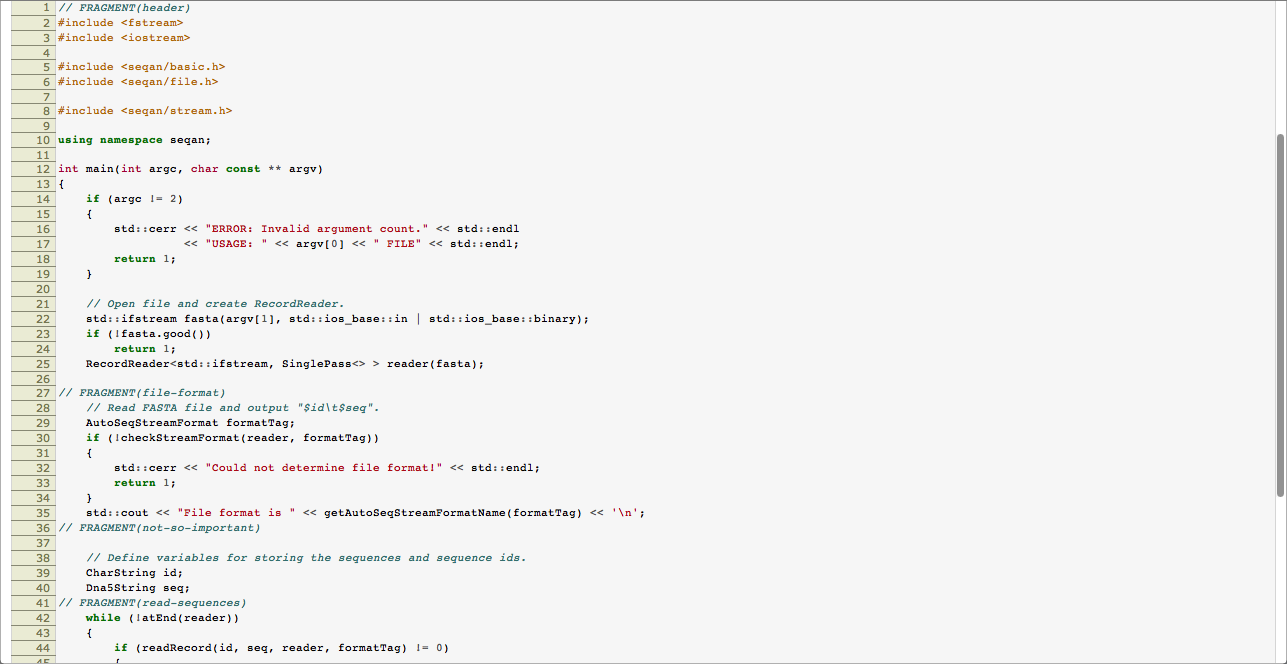 1 // FRAGMENT(header)
2 #include <fstream>
3 #include <iostream>
4
5 #include <seqan/basic.h>
6 #include <seqan/file.h>
7
8 #include <seqan/stream.h>
9
10 using namespace seqan;
11
12 int main(int argc, char const ** argv)
13 {
14     if (argc != 2)
15     {
16         std::cerr << "ERROR: Invalid argument count." << std::endl
17                   << "USAGE: " << argv[0] << " FILE" << std::endl;
18         return 1;
19     }
20
21     // Open file and create RecordReader.
22     std::ifstream fasta(argv[1], std::ios_base::in | std::ios_base::binary);
23     if (!fasta.good())
24         return 1;
25     RecordReader<std::ifstream, SinglePass<> > reader(fasta);
26
27 // FRAGMENT(file-format)
28     // Read FASTA file and output "$id\t$seq".
29     AutoSeqStreamFormat formatTag;
30     if (!checkStreamFormat(reader, formatTag))
31     {
32         std::cerr << "Could not determine file format!" << std::endl;
33         return 1;
34     }
35     std::cout << "File format is " << getAutoSeqStreamFormatName(formatTag) << '\n';
36 // FRAGMENT(not-so-important)
37
38     // Define variables for storing the sequences and sequence ids.
39     CharString id;
40     Dna5String seq;
41 // FRAGMENT(read-sequences)
42     while (!atEnd(reader))
43     {
44         if (readRecord(id, seq, reader, formatTag) != 0)
45         {